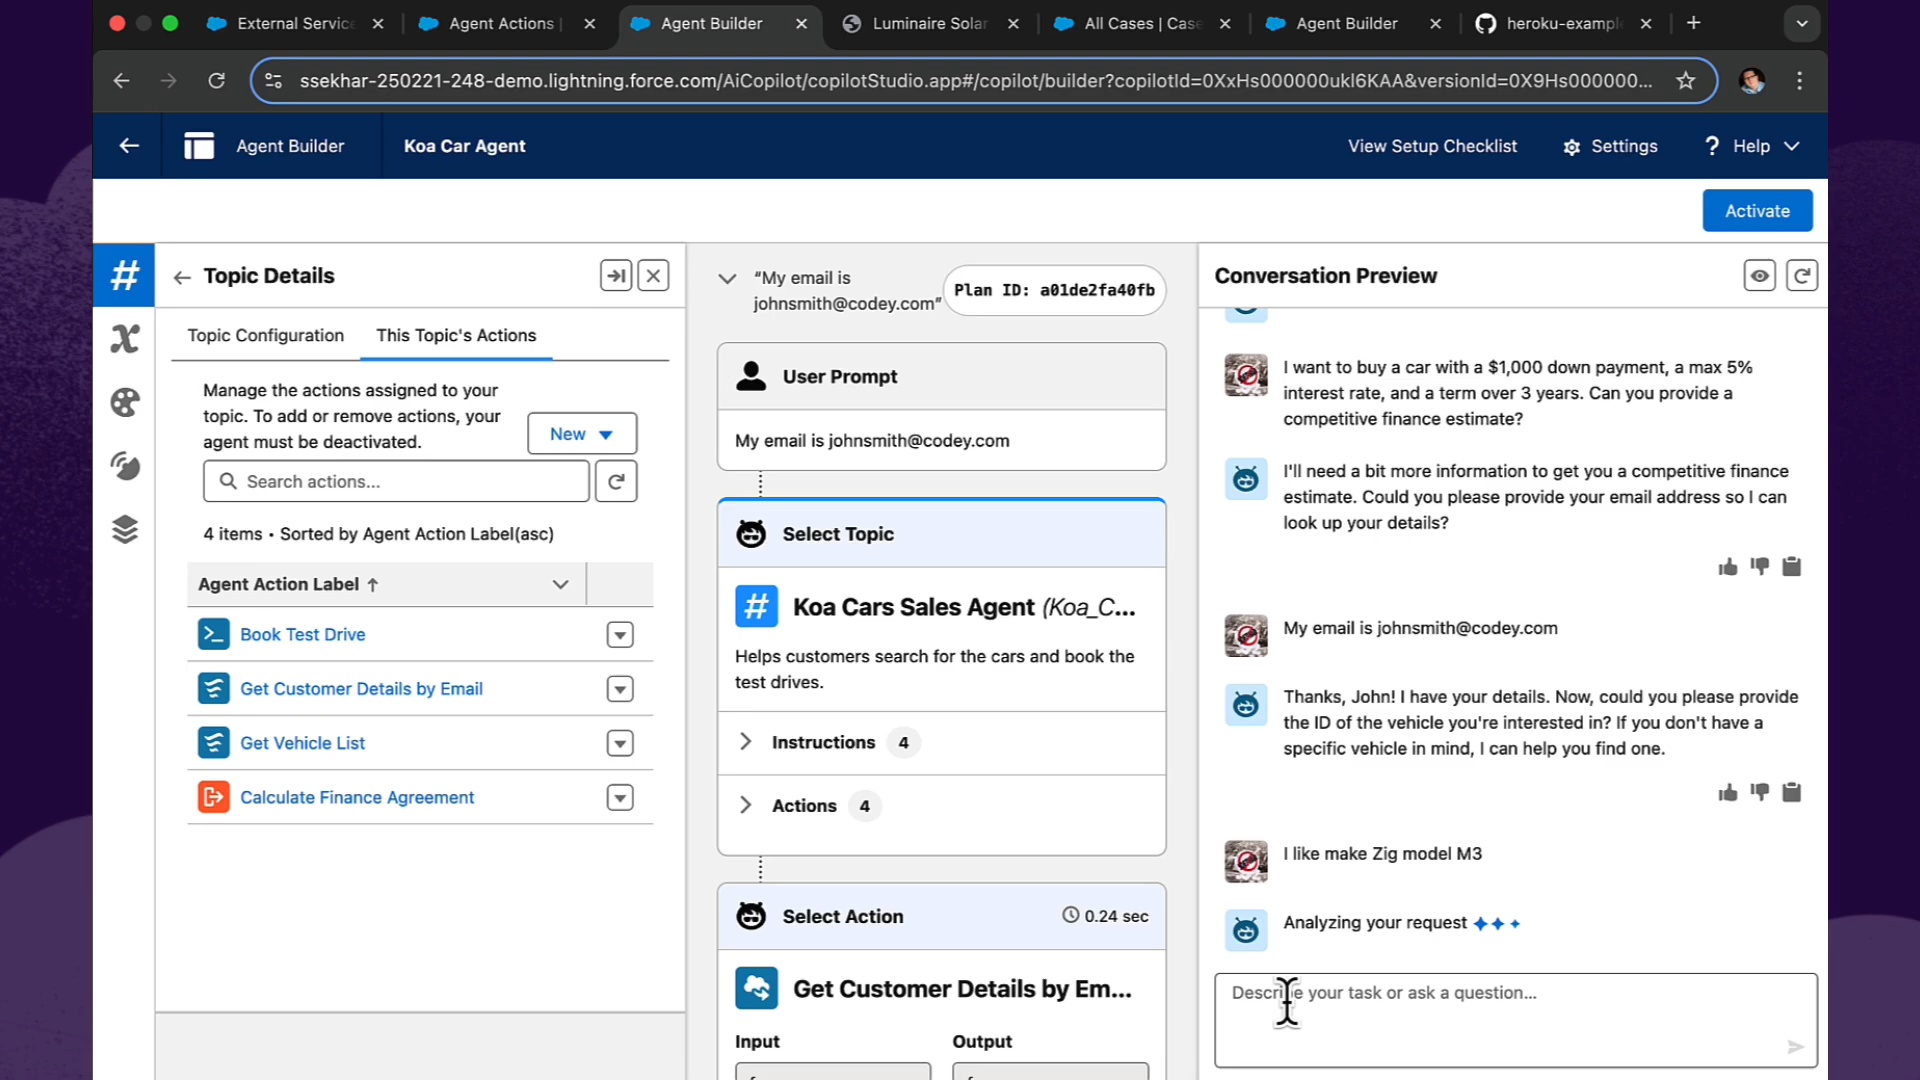 External Service
Agent Actions |
Agent Builder
Luminaire Solar
All Cases | Case
Agent Builder
heroku-exampl
ssekhar-250221-248-demo.lightning.force.com/AiCopilot/copilotStudio.app#/copilot/builder?copilotId=0XxHs000000ukl6KAA&versionId=0X9Hs000000...
Agent Builder
Koa Car Agent
View Setup Checklist
Settings
? Help
Activate
# Topic Details
Topic Configuration
This Topic's Actions
Manage the actions assigned to your
topic. To add or remove actions, your
agent must be deactivated.
New
Search actions...
4 items • Sorted by Agent Action Label(asc)
Agent Action Label ↑
Book Test Drive
Get Customer Details by Email
Get Vehicle List
Calculate Finance Agreement
“My email is
johnsmith@codey.com”
Plan ID: a01de2fa40fb
User Prompt
My email is johnsmith@codey.com
Select Topic
# Koa Cars Sales Agent (Koa_C...
Helps customers search for the cars and book the
test drives.
Instructions 4
Actions 4
Select Action
0.24 sec
Get Customer Details by Em...
Input
Output
Conversation Preview
I want to buy a car with a $1,000 down payment, a max 5%
interest rate, and a term over 3 years. Can you provide a
competitive finance estimate?
I'll need a bit more information to get you a competitive finance
estimate. Could you please provide your email address so I can
look up your details?
My email is johnsmith@codey.com
Thanks, John! I have your details. Now, could you please provide
the ID of the vehicle you're interested in? If you don't have a
specific vehicle in mind, I can help you find one.
I like make Zig model M3
Analyzing your request
Describe your task or ask a question...